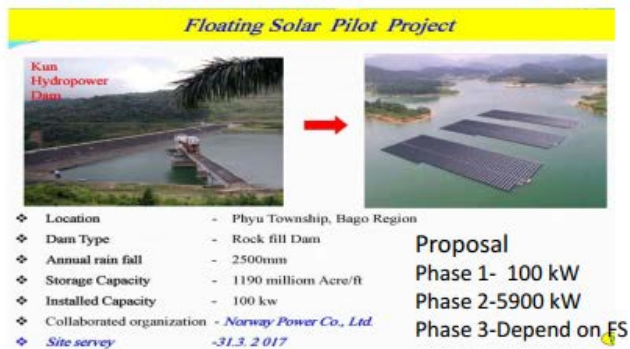 Floating Solar Pilot Project
Kun
Hydropower
Dam
❖ Location - Phyu Township, Bago Region
❖ Dam Type - Rock fill Dam
❖ Annual rain fall - 2500mm
❖ Storage Capacity - 1190 milliom Acre/ft
❖ Installed Capacity - 100 kw
❖ Collaborated organization - Norway Power Co., Ltd.
❖ Site servey -31.3. 2 017
Proposal
Phase 1- 100 kW
Phase 2-5900 kW
Phase 3-Depend on FS